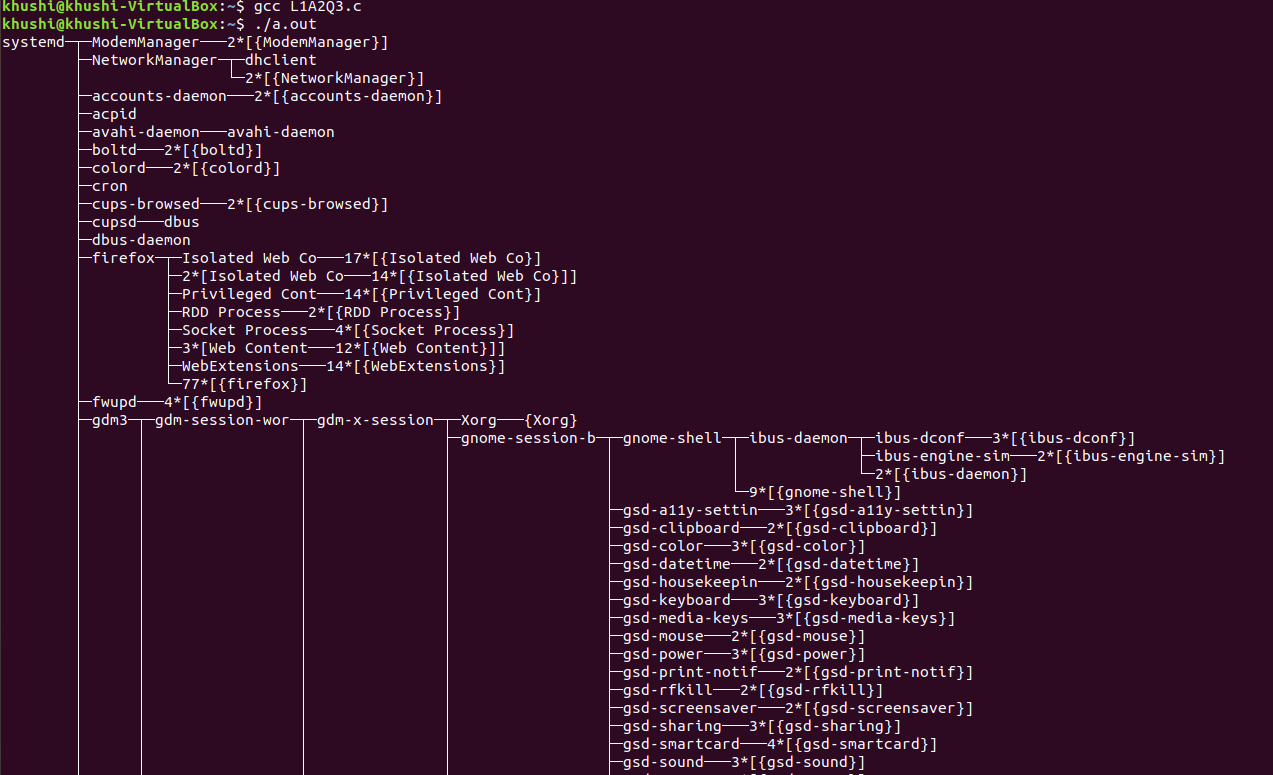 khushi@khushi-VirtualBox:~$ gcc L1A2Q3.c
khushi@khushi-VirtualBox:~$ ./a.out
systemd─┬─ModemManager───2*[{ModemManager}]
        ├─NetworkManager─┬─dhclient
        │                └─2*[{NetworkManager}]
        ├─accounts-daemon───2*[{accounts-daemon}]
        ├─acpid
        ├─avahi-daemon───avahi-daemon
        ├─boltd───2*[{boltd}]
        ├─colord───2*[{colord}]
        ├─cron
        ├─cups-browsed───2*[{cups-browsed}]
        ├─cupsd───dbus
        ├─dbus-daemon
        ├─firefox─┬─Isolated Web Co───17*[{Isolated Web Co}]
        │         ├─2*[Isolated Web Co───14*[{Isolated Web Co}]]
        │         ├─Privileged Cont───14*[{Privileged Cont}]
        │         ├─RDD Process───2*[{RDD Process}]
        │         ├─Socket Process───4*[{Socket Process}]
        │         ├─3*[Web Content───12*[{Web Content}]]
        │         ├─WebExtensions───14*[{WebExtensions}]
        │         └─77*[{firefox}]
        ├─fwupd───4*[{fwupd}]
        ├─gdm3─┬─gdm-session-wor─┬─gdm-x-session─┬─Xorg───{Xorg}
        │      │                 │               ├─gnome-session-b─┬─gnome-shell─┬─ibus-daemon─┬─ibus-dconf───3*[{ibus-dconf}]
        │      │                 │               │                 │             │             ├─ibus-engine-sim───2*[{ibus-engine-sim}]
        │      │                 │               │                 │             │             └─2*[{ibus-daemon}]
        │      │                 │               │                 │             └─9*[{gnome-shell}]
        │      │                 │               │                 ├─gsd-a11y-settin───3*[{gsd-a11y-settin}]
        │      │                 │               │                 ├─gsd-clipboard───2*[{gsd-clipboard}]
        │      │                 │               │                 ├─gsd-color───3*[{gsd-color}]
        │      │                 │               │                 ├─gsd-datetime───2*[{gsd-datetime}]
        │      │                 │               │                 ├─gsd-housekeepin───2*[{gsd-housekeepin}]
        │      │                 │               │                 ├─gsd-keyboard───3*[{gsd-keyboard}]
        │      │                 │               │                 ├─gsd-media-keys───3*[{gsd-media-keys}]
        │      │                 │               │                 ├─gsd-mouse───2*[{gsd-mouse}]
        │      │                 │               │                 ├─gsd-power───3*[{gsd-power}]
        │      │                 │               │                 ├─gsd-print-notif───2*[{gsd-print-notif}]
        │      │                 │               │                 ├─gsd-rfkill───2*[{gsd-rfkill}]
        │      │                 │               │                 ├─gsd-screensaver───2*[{gsd-screensaver}]
        │      │                 │               │                 ├─gsd-sharing───3*[{gsd-sharing}]
        │      │                 │               │                 ├─gsd-smartcard───4*[{gsd-smartcard}]
        │      │                 │               │                 ├─gsd-sound───3*[{gsd-sound}]